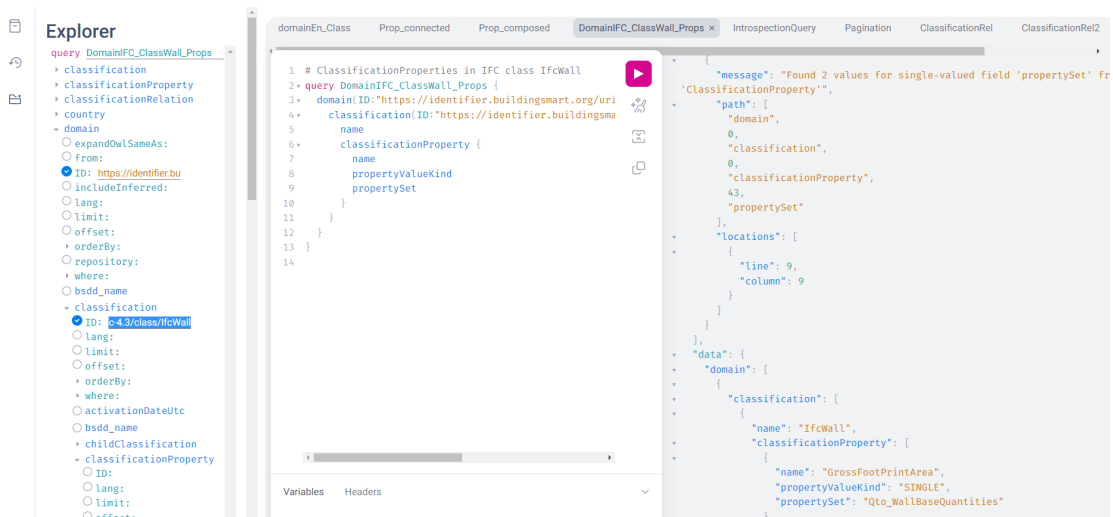 Explorer
query DomainIFC_ClassWall_Props
classification
classificationProperty
classificationRelation
country
domain
expandOwlSameAs:
from:
ID: https://identifier.bu
includeInferred:
lang:
limit:
offset:
orderBy:
repository:
where:
bsdd_name
classification
ID: c-4.3/class/IfcWall
lang:
limit:
offset:
orderBy:
where:
activationDateUtc
bsdd_name
childClassification
classificationProperty
ID:
lang:
limit:
offset:
domainEn_Class Prop_connected Prop_composed DomainIFC_ClassWall_Props × IntrospectionQuery Pagination ClassificationRel ClassificationRel2
1 # ClassificationProperties in IFC class IfcWall
2 query DomainIFC_ClassWall_Props {
3 domain(ID:"https://identifier.buildingsmart.org/uri
4 classification(ID:"https://identifier.buildingsma
5 name
6 classificationProperty {
7 name
8 propertyValueKind
9 propertySet
10 }
11 }
12 }
13 }
14
Variables Headers
{
"message": "Found 2 values for single-valued field 'propertySet' fr
'ClassificationProperty'",
"path": [
"domain",
0,
"classification",
0,
"classificationProperty",
43,
"propertySet"
],
"locations": [
{
"line": 9,
"column": 9
}
]
}
],
"data": {
"domain": [
{
"classification": [
{
"name": "IfcWall",
"classificationProperty": [
{
"name": "GrossFootPrintArea",
"propertyValueKind": "SINGLE",
"propertySet": "Qto_WallBaseQuantities"
}